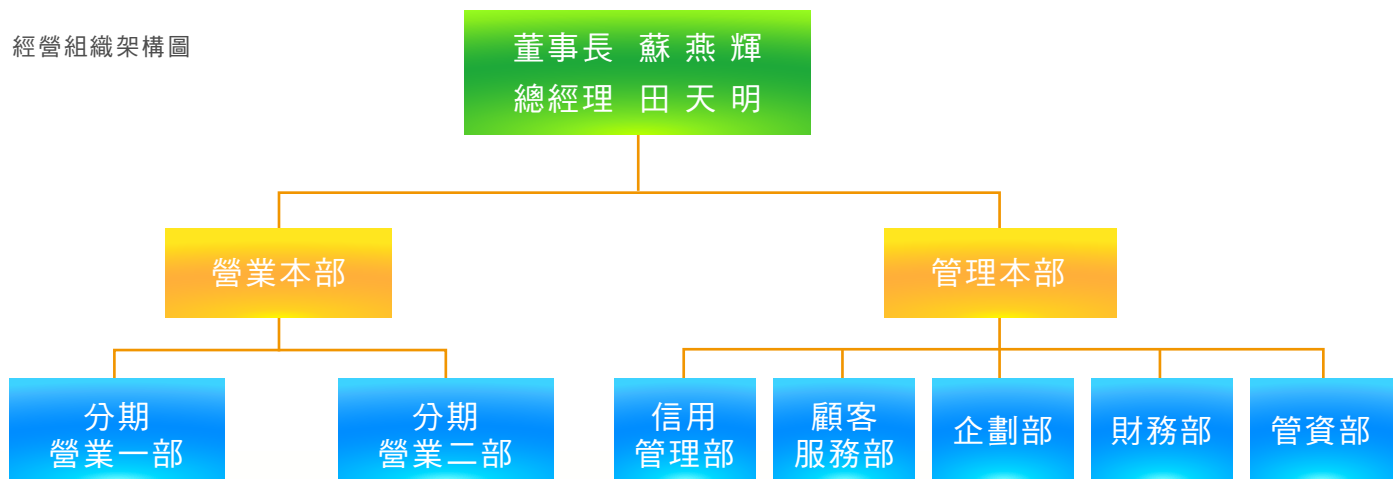 經營組織架構圖
董事長 蘇燕輝
總經理 田天明
營業本部
管理本部
分期
營業一部
分期
營業二部
信用
管理部
顧客
服務部
企劃部
財務部
管資部